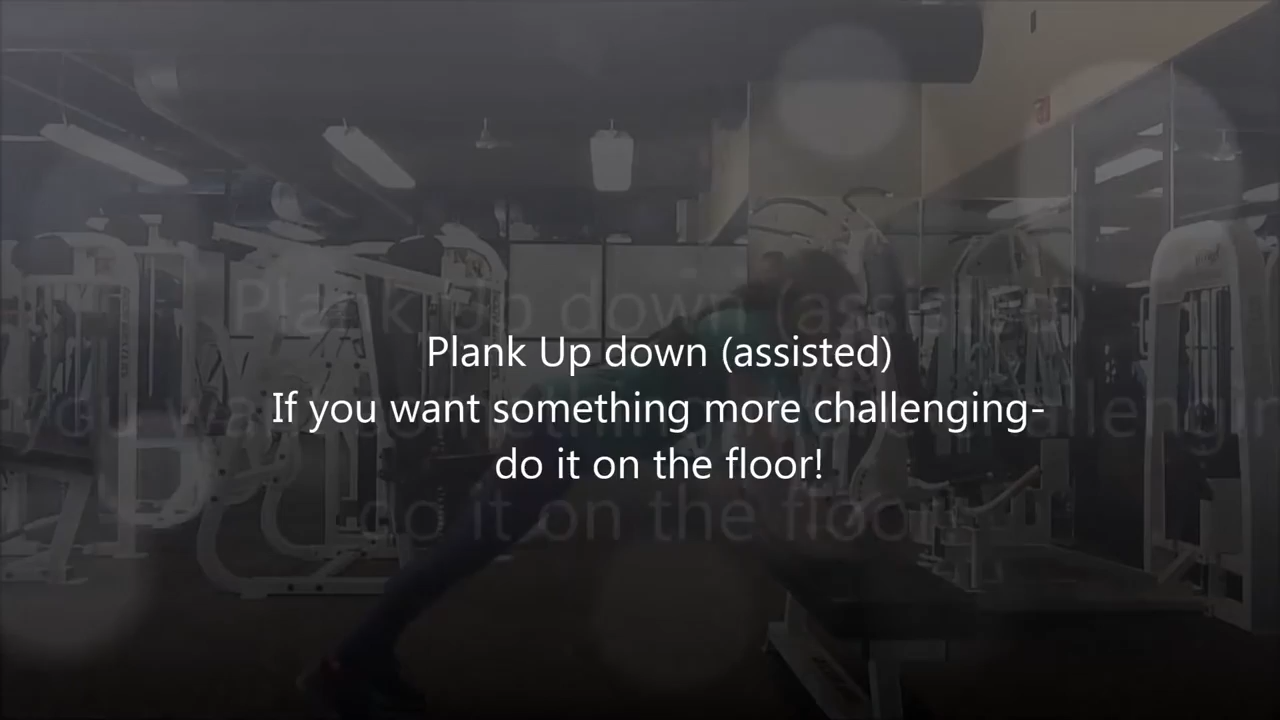 Plank Up down (assisted)
If you want something more challenging-
do it on the floor!